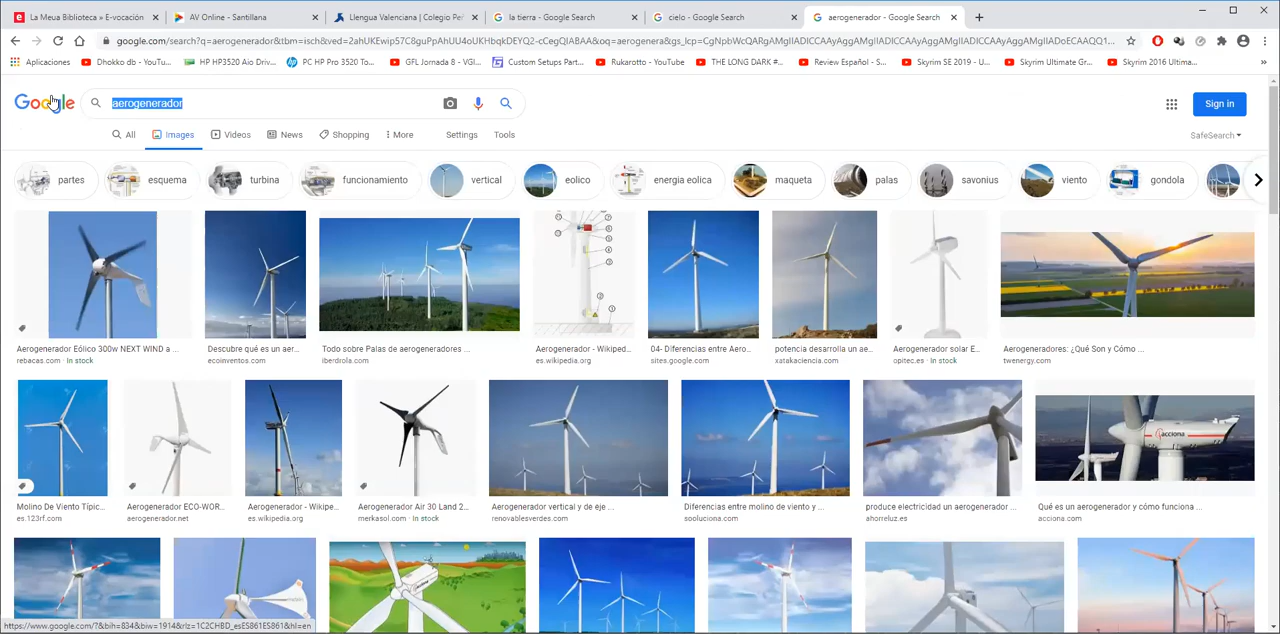 La Meua Biblioteca » E-vocación
AV Online - Santillana
Llengua Valenciana | Colegio Pe
la tierra - Google Search
cielo - Google Search
aerogenerador - Google Search
google.com/search?q=aerogenerador&tbm=isch&ved=2ahUKEwip57C8guPpAhUU4oUKHbqkDEYQ2-cCegQIABAA&oq=aerogenera&gs_lcp=CgNpbWcQARgAMgIIADICCAAyAggAMgIIADICCAAyAggAMgIIADICCAAyAggAMgIIADoECAAQQ1...
Aplicaciones
Dhokko db - YouTu...
HP HP3520 Aio Driv...
PC HP Pro 3520 To...
GFL Jornada 8 - VGI...
Custom Setups Part...
Rukarotto - YouTube
THE LONG DARK #...
Review Español - S...
Skyrim SE 2019 - U...
Skyrim Ultimate Gr...
Skyrim 2016 Ultima...
Google
aerogenerador
Sign in
All
Images
Videos
News
Shopping
More
Settings
Tools
SafeSearch
partes
esquema
turbina
funcionamiento
vertical
eolico
energia eolica
maqueta
palas
savonius
viento
gondola
Aerogenerador Eólico 300w NEXT WIND a ...
rebacas.com · In stock
Descubre qué es un aer...
ecoinventos.com
Todo sobre Palas de aerogeneradores ...
iberdrola.com
Aerogenerador - Wikiped...
es.wikipedia.org
04- Diferencias entre Aero...
sites.google.com
potencia desarrolla un ae...
xatakaciencia.com
Aerogenerador solar E...
opitec.es · In stock
Aerogeneradores: ¿Qué Son y Cómo ...
twenergy.com
acciona
Molino De Viento Típic...
es.123rf.com
Aerogenerador ECO-WOR...
aerogenerador.net
Aerogenerador - Wikipe...
es.wikipedia.org
Aerogenerador Air 30 Land 2...
merkasol.com · In stock
Aerogenerador vertical y de eje ...
renovablesverdes.com
Diferencias entre molino de viento y ...
sooluciona.com
produce electricidad un aerogenerador ...
ahorreluz.es
Qué es un aerogenerador y cómo funciona ...
acciona.com
https://www.google.com/?&bih=834&biw=1914&rlz=1C2CHBD_esES861ES861&hl=en